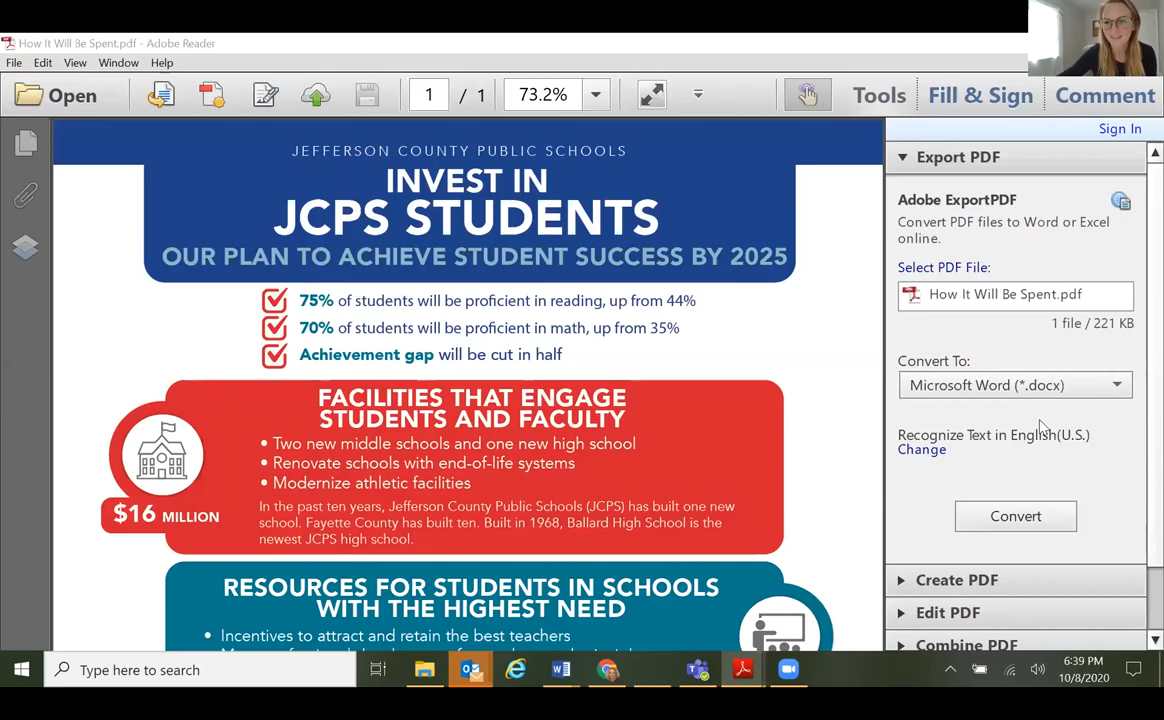 How It Will Be Spent.pdf - Adobe Reader
File Edit View Window Help
Open 1 / 1 73.2% Tools Fill & Sign Comment
Sign In
JEFFERSON COUNTY PUBLIC SCHOOLS
INVEST IN
JCPS STUDENTS
OUR PLAN TO ACHIEVE STUDENT SUCCESS BY 2025
75% of students will be proficient in reading, up from 44%
70% of students will be proficient in math, up from 35%
Achievement gap will be cut in half
FACILITIES THAT ENGAGE
STUDENTS AND FACULTY
• Two new middle schools and one new high school
• Renovate schools with end-of-life systems
• Modernize athletic facilities
In the past ten years, Jefferson County Public Schools (JCPS) has built one new
school. Fayette County has built ten. Built in 1968, Ballard High School is the
newest JCPS high school.
$16 MILLION
RESOURCES FOR STUDENTS IN SCHOOLS
WITH THE HIGHEST NEED
• Incentives to attract and retain the best teachers
Export PDF
Adobe ExportPDF
Convert PDF files to Word or Excel
online.
Select PDF File:
How It Will Be Spent.pdf
1 file / 221 KB
Convert To:
Microsoft Word (*.docx)
Recognize Text in English(U.S.)
Change
Convert
Create PDF
Edit PDF
Combine PDF
Type here to search
6:39 PM
10/8/2020